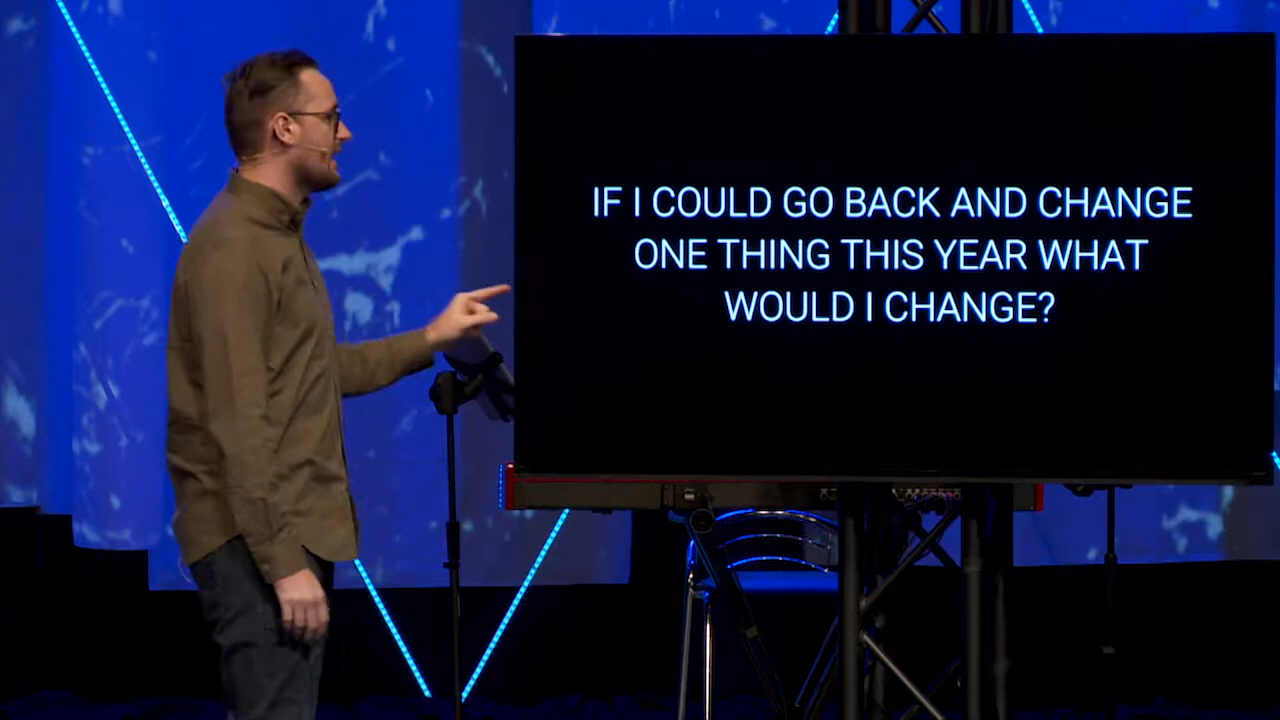 IF I COULD GO BACK AND CHANGE
ONE THING THIS YEAR WHAT
WOULD I CHANGE?